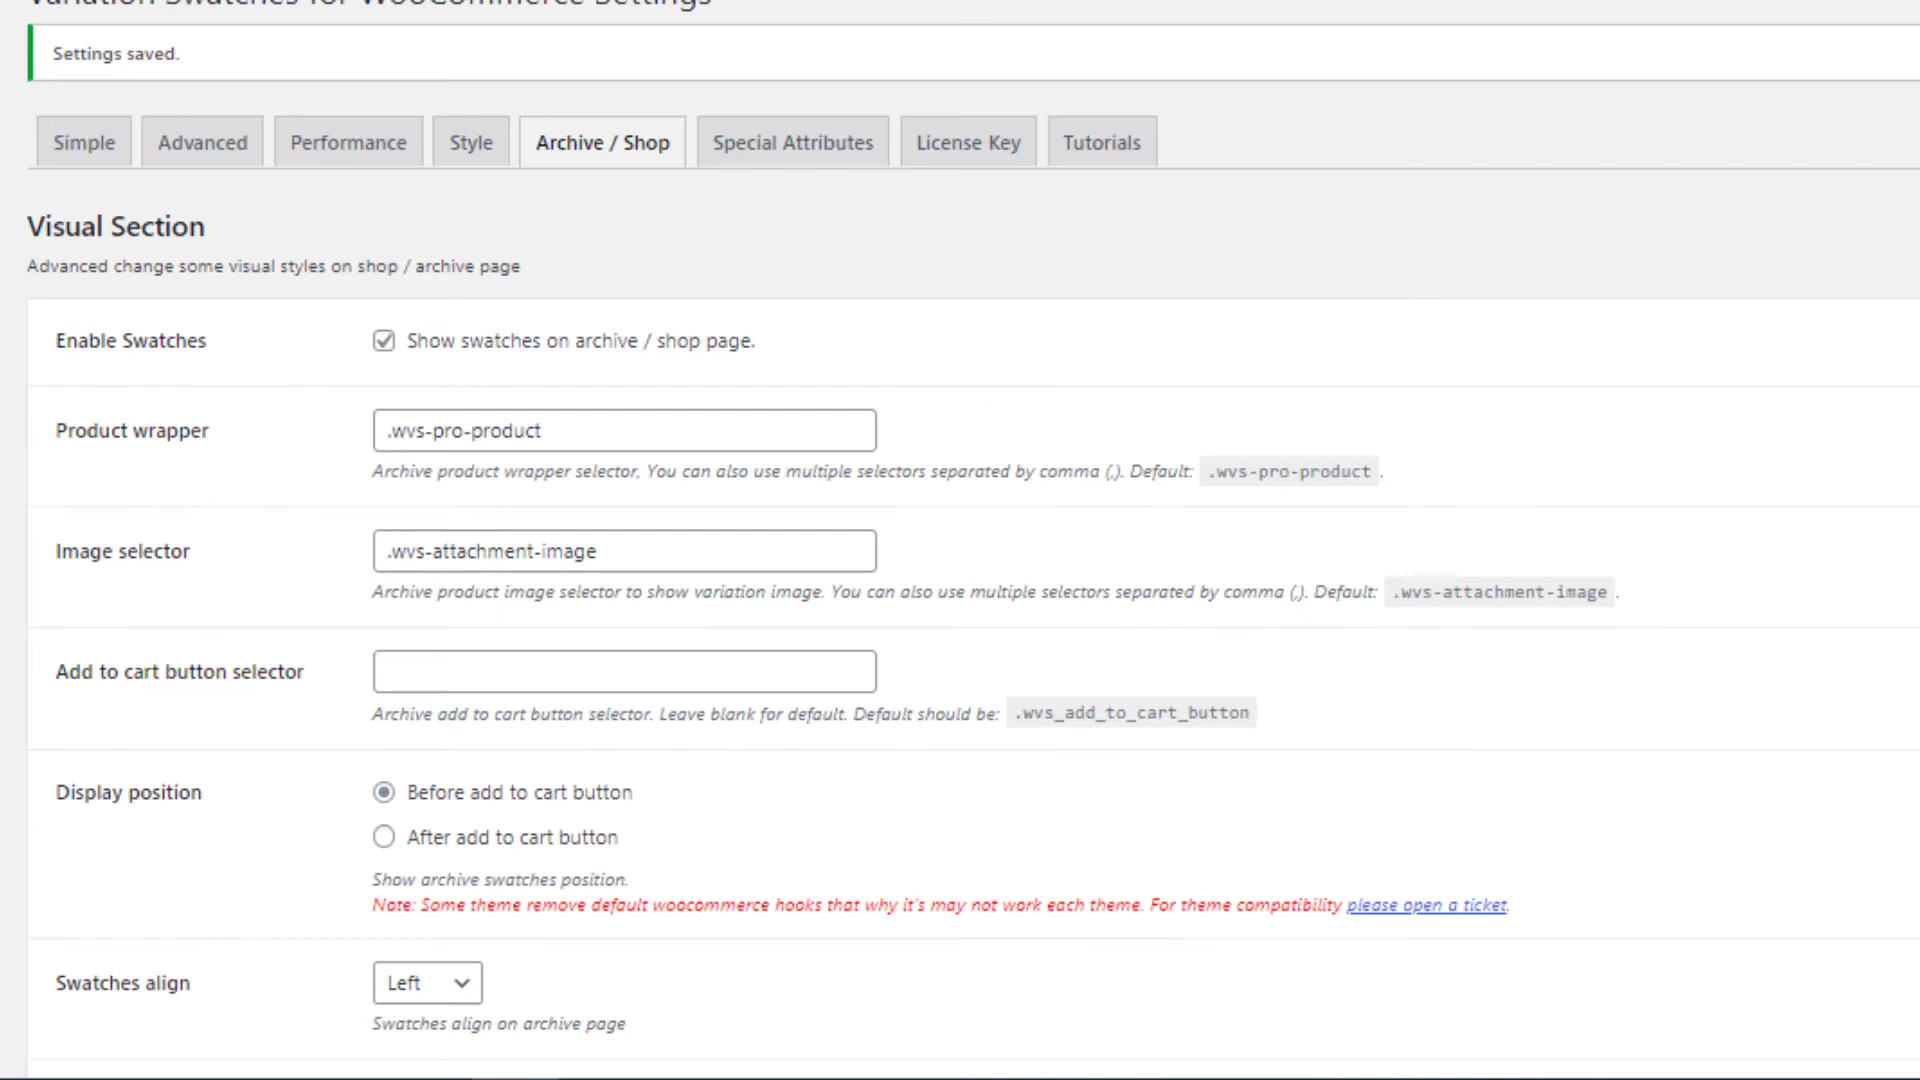 Variation Swatches for WooCommerce Settings
Settings saved.
Simple Advanced Performance Style Archive / Shop Special Attributes License Key Tutorials
Visual Section
Advanced change some visual styles on shop / archive page
Enable Swatches Show swatches on archive / shop page.
Product wrapper .wvs-pro-product
Archive product wrapper selector, You can also use multiple selectors separated by comma (,). Default: .wvs-pro-product .
Image selector .wvs-attachment-image
Archive product image selector to show variation image. You can also use multiple selectors separated by comma (,). Default: .wvs-attachment-image .
Add to cart button selector
Archive add to cart button selector. Leave blank for default. Default should be: .wvs_add_to_cart_button
Display position Before add to cart button
After add to cart button
Show archive swatches position.
Note: Some theme remove default woocommerce hooks that why it's may not work each theme. For theme compatibility please open a ticket.
Swatches align Left
Swatches align on archive page